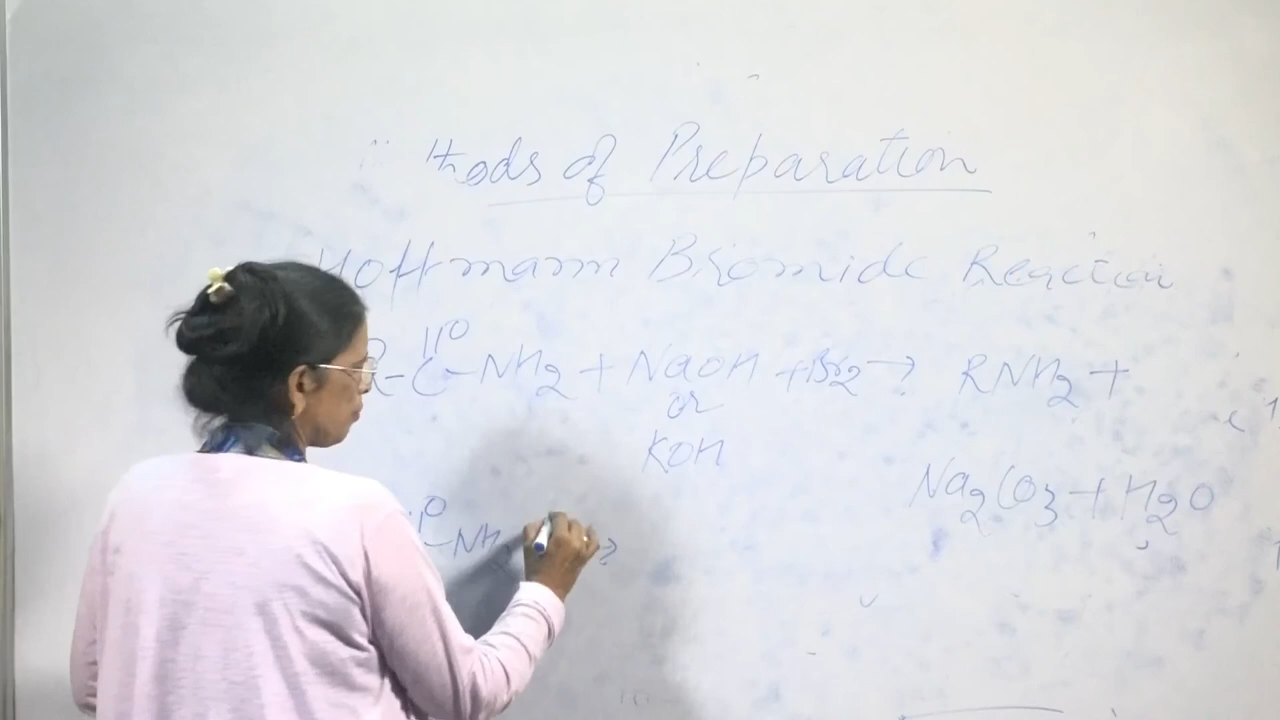 thods of Preparation
Hoffmann Bromide Reaction
O
R-C-NH2 + NaOH + Br2 → RNH2 +
or
KOH
Na2CO3 + H2O
O
-NH